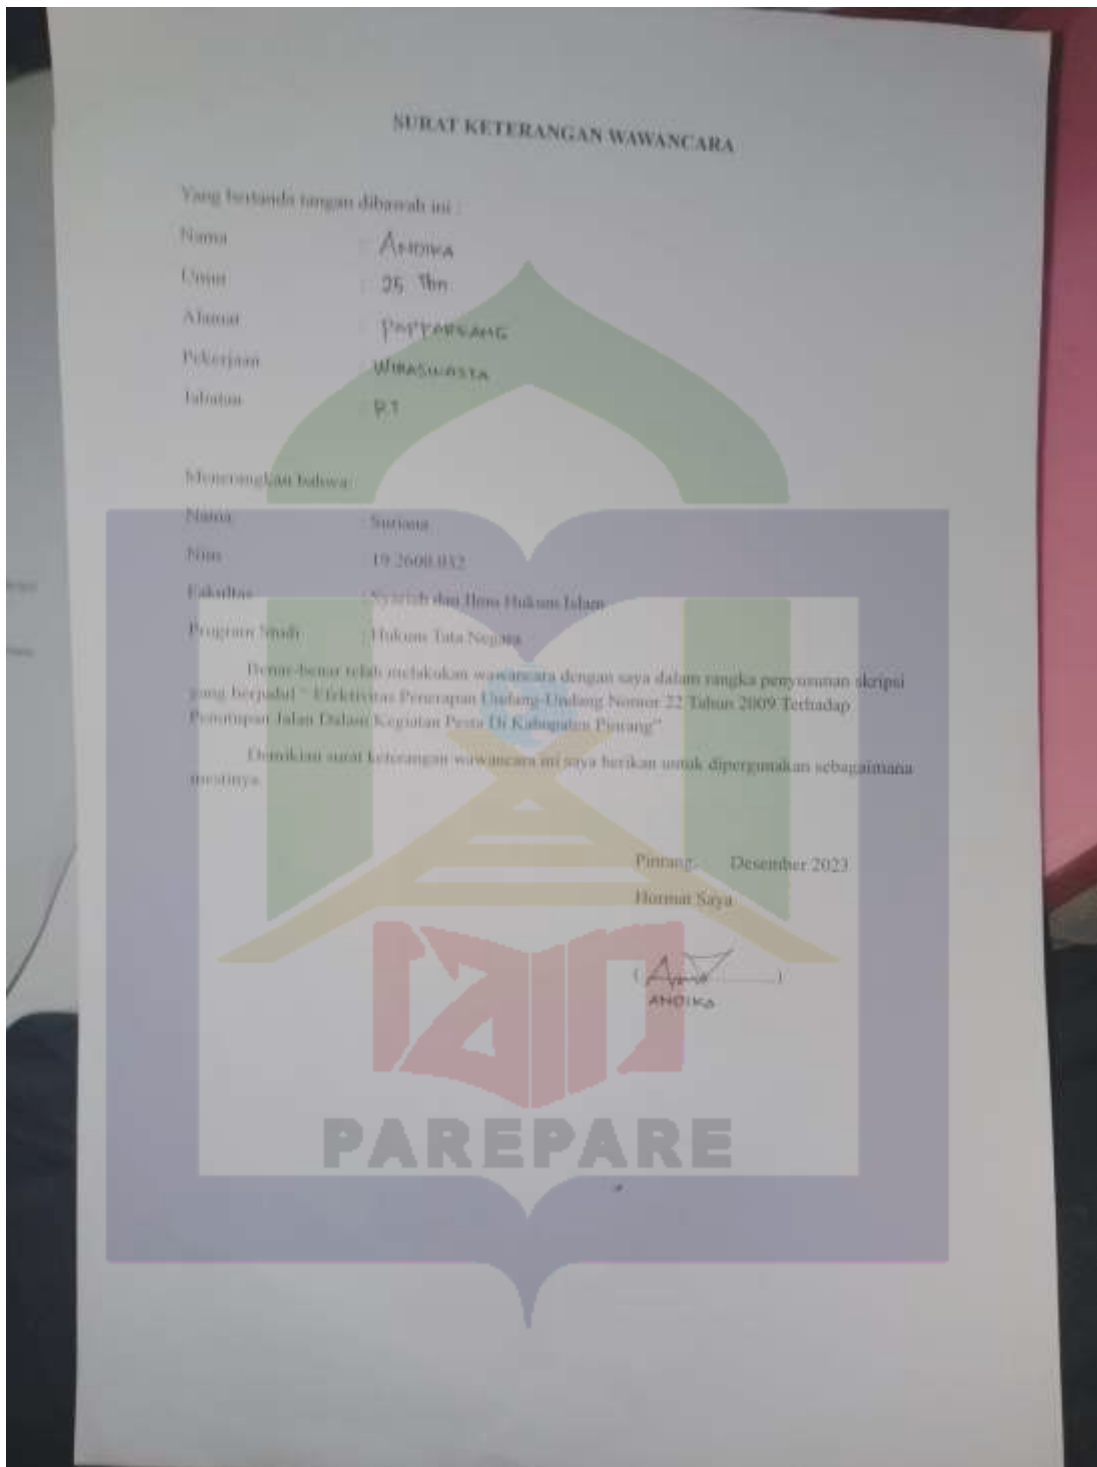 SURAT KETERANGAN WAWANCARA
Yang bertanda tangan dibawah ini :
Nama : ANDIKA
Umur : 25 Thn
Alamat :
Pekerjaan : WIRASWASTA
Jabatan : RT
Menerangkan bahwa:
Nama : Suriana
Nim : 19.2600.032
Fakultas : Syariah dan Ilmu Hukum Islam
Program Studi : Hukum Tata Negara
Benar-benar telah melakukan wawancara dengan saya dalam rangka penyusunan skripsi
yang berjudul " Efektivitas Penerapan Undang-Undang Nomor 22 Tahun 2009 Terhadap
Penutupan Jalan Dalam Kegiatan Pesta Di Kabupaten Pinrang"
Demikian surat keterangan wawancara ini saya berikan untuk dipergunakan sebagaimana
mestinya.
Pinrang, Desember 2023
Hormat Saya
(....................)
ANDIKA
iain
PAREPARE